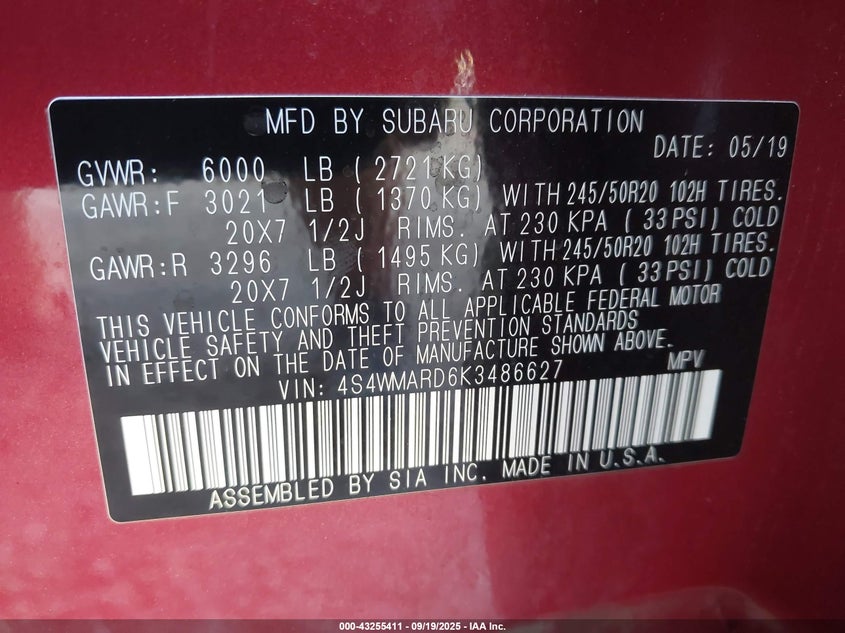 MFD BY SUBARU CORPORATION
DATE: 05/19
GVWR: 6000 LB ( 2721 KG)
GAWR:F 3021 LB ( 1370 KG) WITH 245/50R20 102H TIRES.
20X7 1/2J RIMS. AT 230 KPA ( 33 PSI) COLD
GAWR:R 3296 LB ( 1495 KG) WITH 245/50R20 102H TIRES.
20X7 1/2J RIMS. AT 230 KPA ( 33 PSI) COLD
THIS VEHICLE CONFORMS TO ALL APPLICABLE FEDERAL MOTOR
VEHICLE SAFETY AND THEFT PREVENTION STANDARDS
IN EFFECT ON THE DATE OF MANUFACTURE SHOWN ABOVE.
VIN: 4S4WMARD6K3486627 MPV
ASSEMBLED BY SIA INC. MADE IN U.S.A.
000-43255411 - 09/19/2025 - IAA Inc.